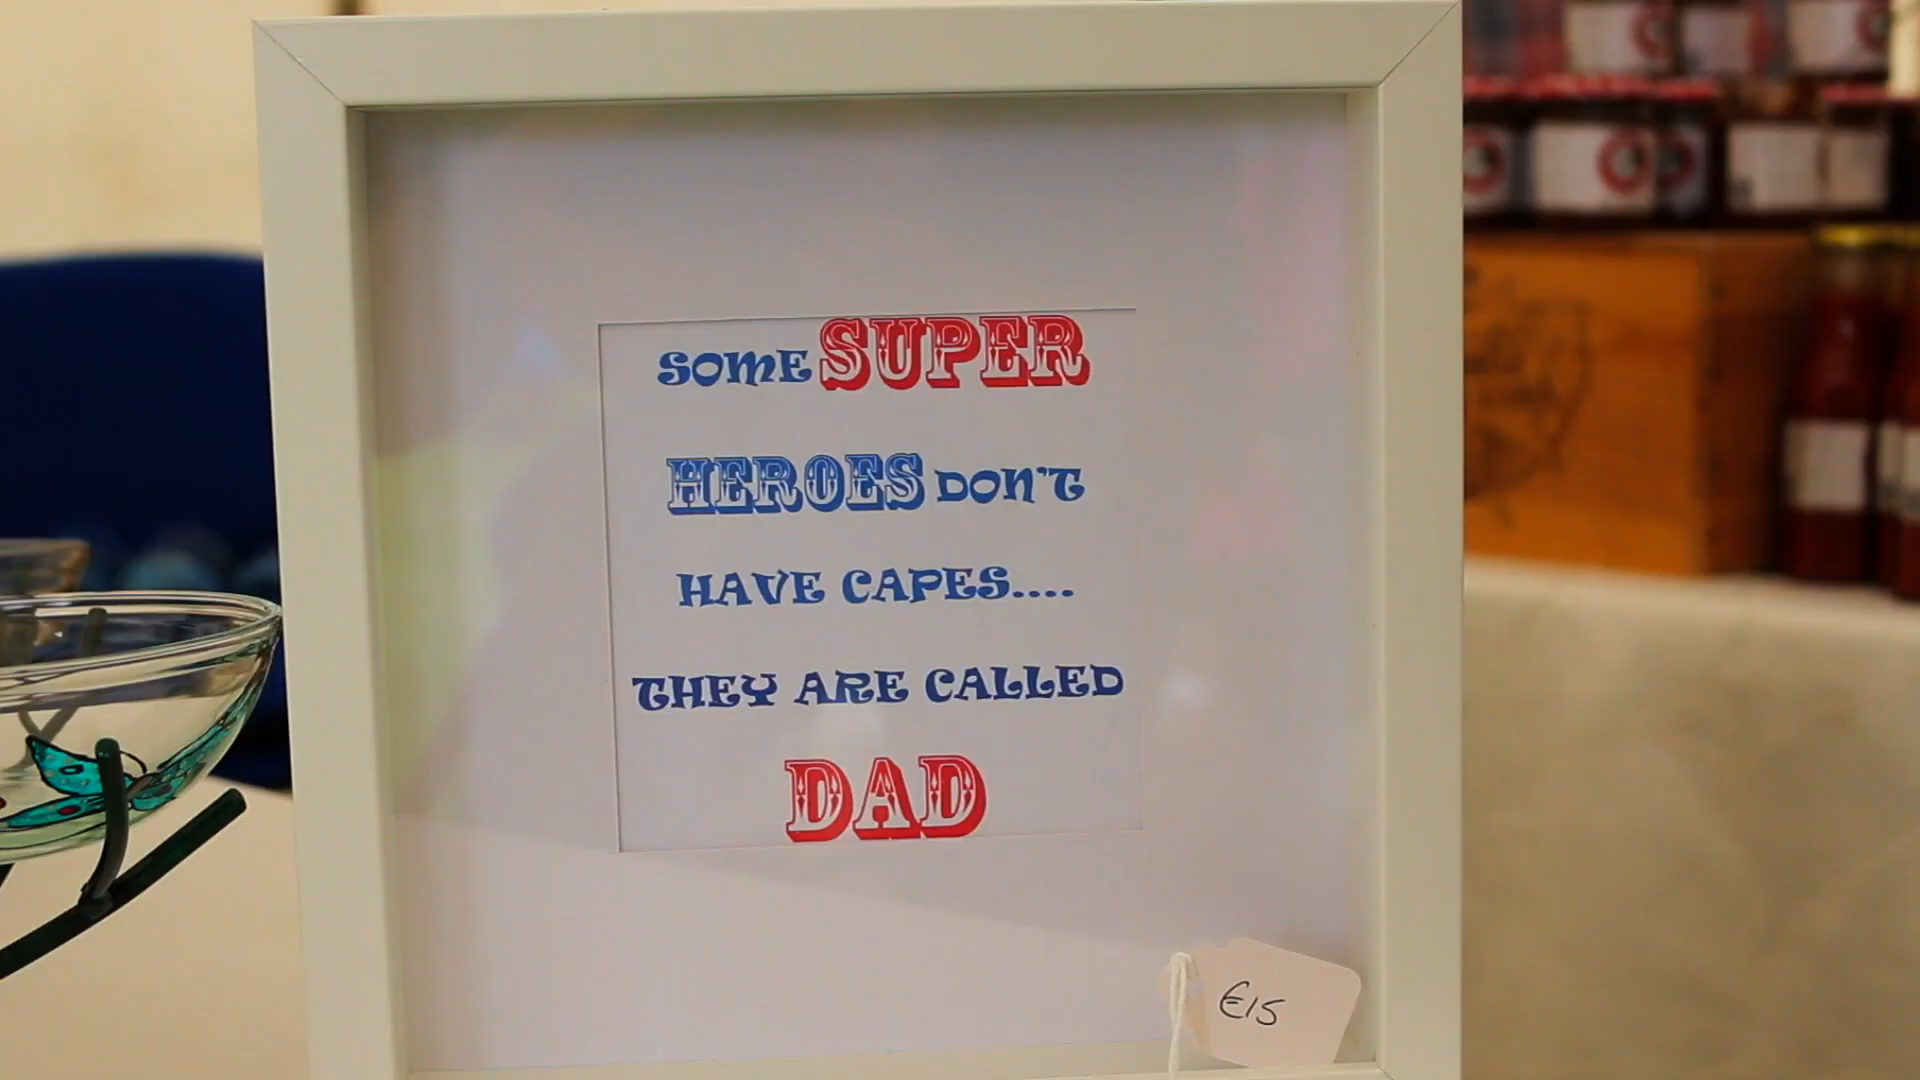 SOME SUPER
HEROES DON'T
HAVE CAPES....
THEY ARE CALLED
DAD
€15